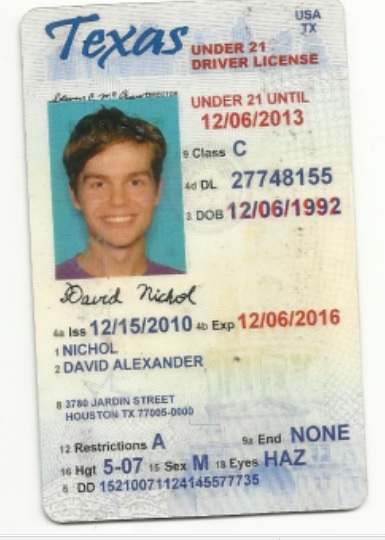 Texas
USA
TX
UNDER 21
DRIVER LICENSE
DIRECTOR
UNDER 21 UNTIL
12/06/2013
9 Class C
4d DL 27748155
3 DOB 12/06/1992
David Nichol
4a Iss 12/15/2010 4b Exp 12/06/2016
1 NICHOL
2 DAVID ALEXANDER
8 3780 JARDIN STREET
HOUSTON TX 77005-0000
12 Restrictions A 9a End NONE
16 Hgt 5-07 15 Sex M 18 Eyes HAZ
5 DD 15210071124145577735